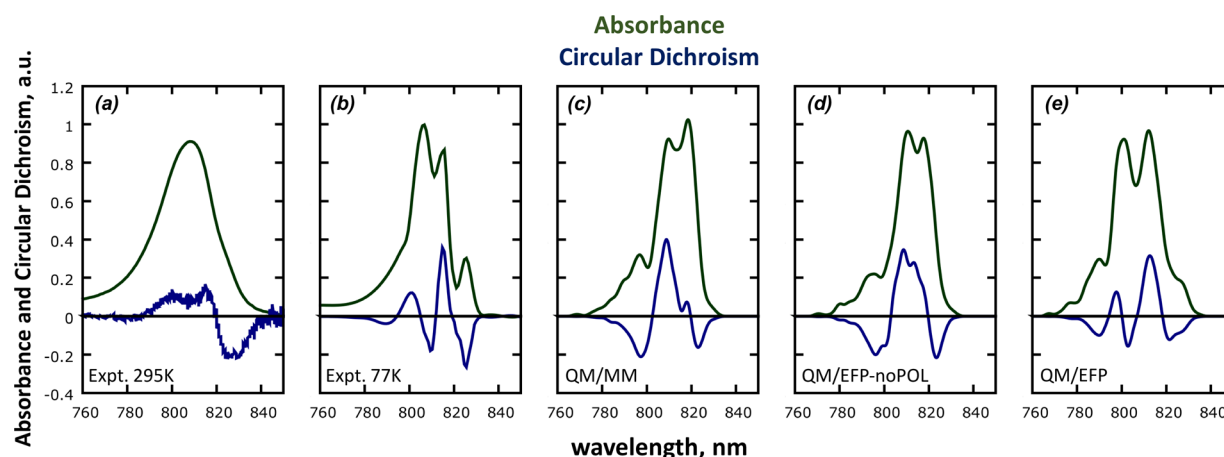 Absorbance
Circular Dichroism
Absorbance and Circular Dichroism, a.u.
1.2
1
0.8
0.6
0.4
0.2
0
-0.2
-0.4
(a)
Expt. 295K
760 780 800 820 840
(b)
Expt. 77K
760 780 800 820 840
(c)
QM/MM
760 780 800 820 840
(d)
QM/EFP-noPOL
760 780 800 820 840
(e)
QM/EFP
760 780 800 820 840
wavelength, nm